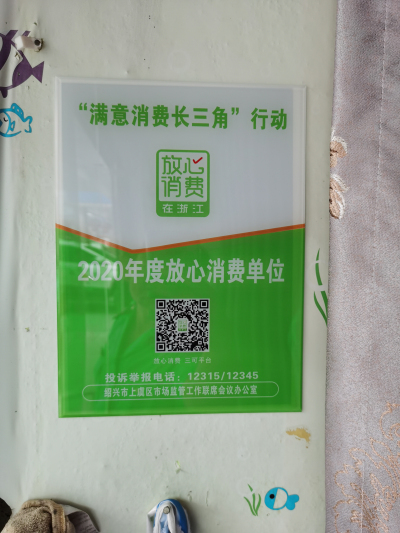 “满意消费长三角”行动
放心
消费
在浙江
2020年度放心消费单位
放心消费 三可平台
投诉举报电话：12315/12345
绍兴市上虞区市场监管工作联席会议办公室